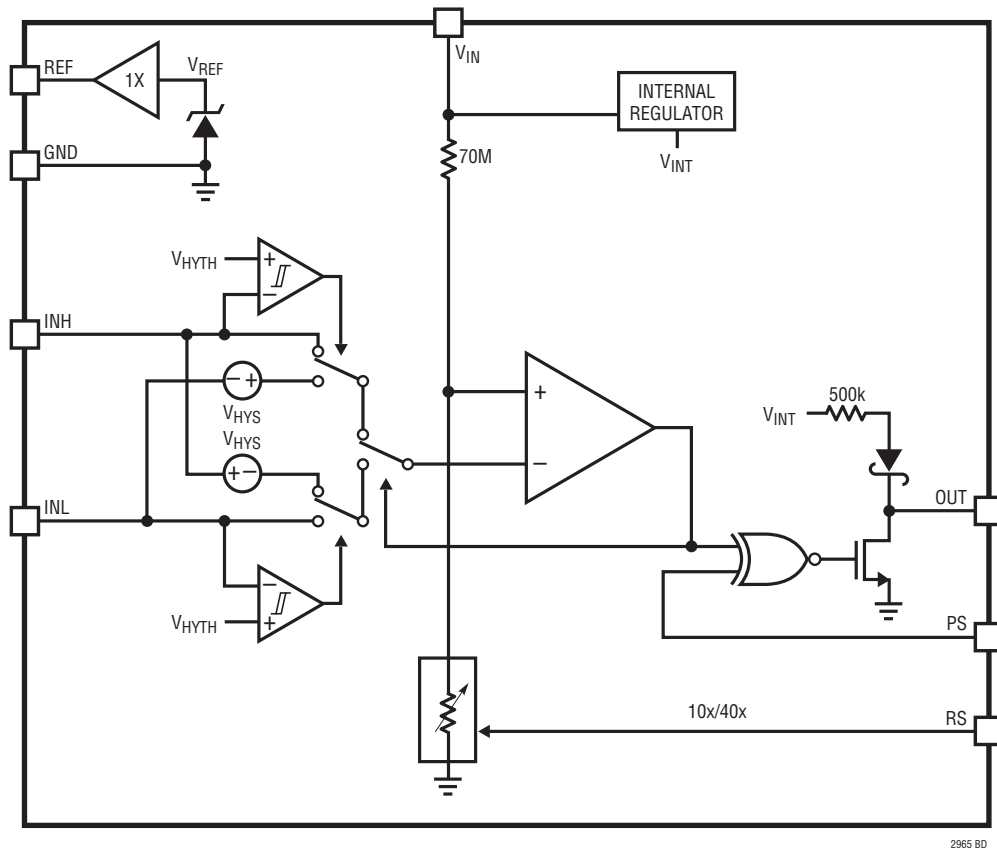 V_IN
REF
1X
V_REF
INTERNAL
REGULATOR
GND
70M
V_INT
V_HYTH
+
−
INH
− +
V_HYS
V_HYS
+ −
+
−
500k
V_INT
INL
OUT
−
+
V_HYTH
PS
10x/40x
RS
2965 BD